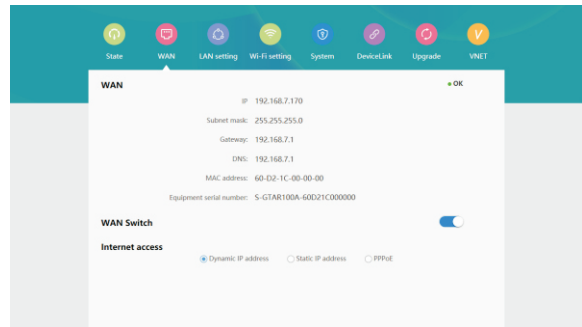 State WAN LAN setting Wi-Fi setting System DeviceLink Upgrade VNET
WAN OK
IP 192.168.7.170
Subnet mask: 255.255.255.0
Gateway: 192.168.7.1
DNS: 192.168.7.1
MAC address: 60-D2-1C-00-00-00
Equipment serial number: S-GTAR100A-60D21C000000
WAN Switch
Internet access
Dynamic IP address Static IP address PPPoE